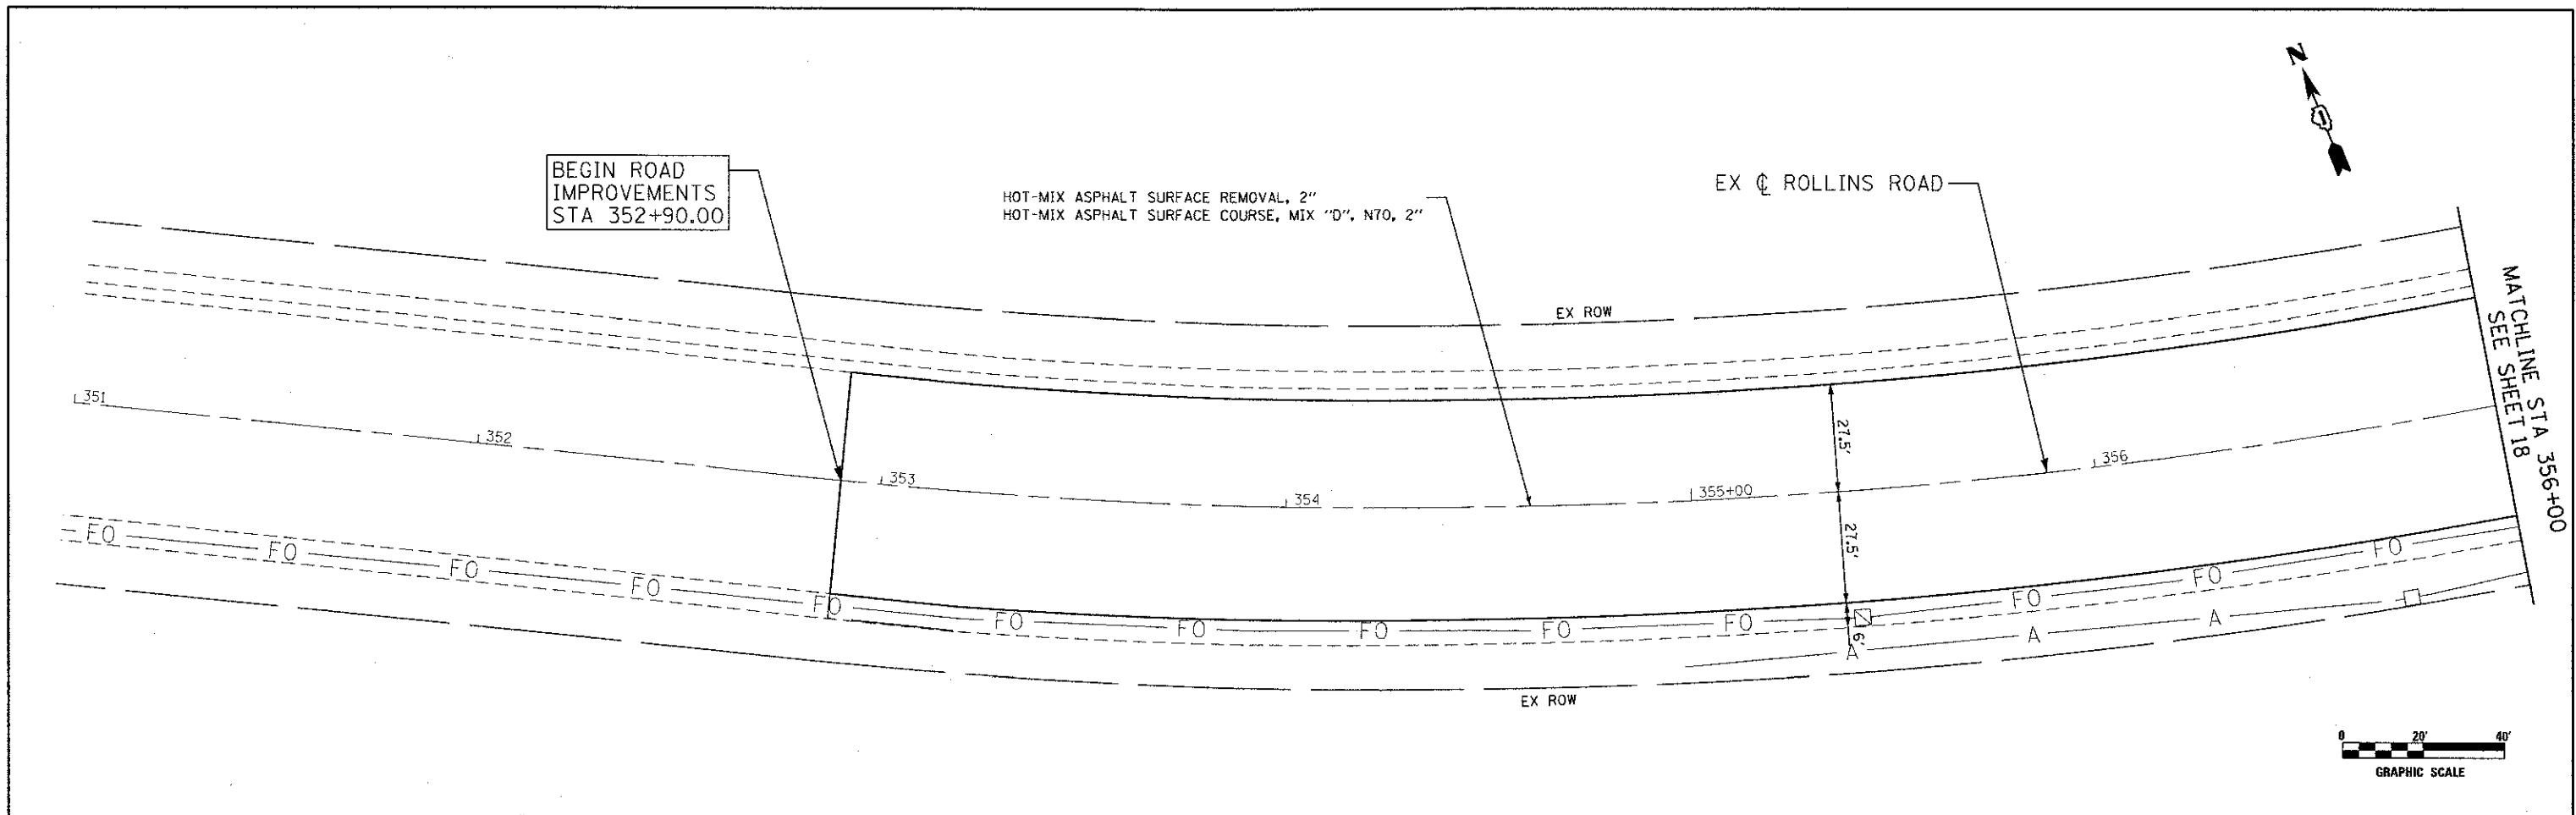 N
BEGIN ROAD
IMPROVEMENTS
STA 352+90.00
HOT-MIX ASPHALT SURFACE REMOVAL, 2"
HOT-MIX ASPHALT SURFACE COURSE, MIX "D", N70, 2"
EX ℄ ROLLINS ROAD
MATCHLINE STA 356+00
SEE SHEET 18
EX ROW
351
352
353
354
355+00
356
27.5'
27.5'
6'
FO
FO
FO
FO
FO
FO
FO
FO
FO
FO
FO
FO
FO
A
A
A
EX ROW
0 20' 40'
GRAPHIC SCALE